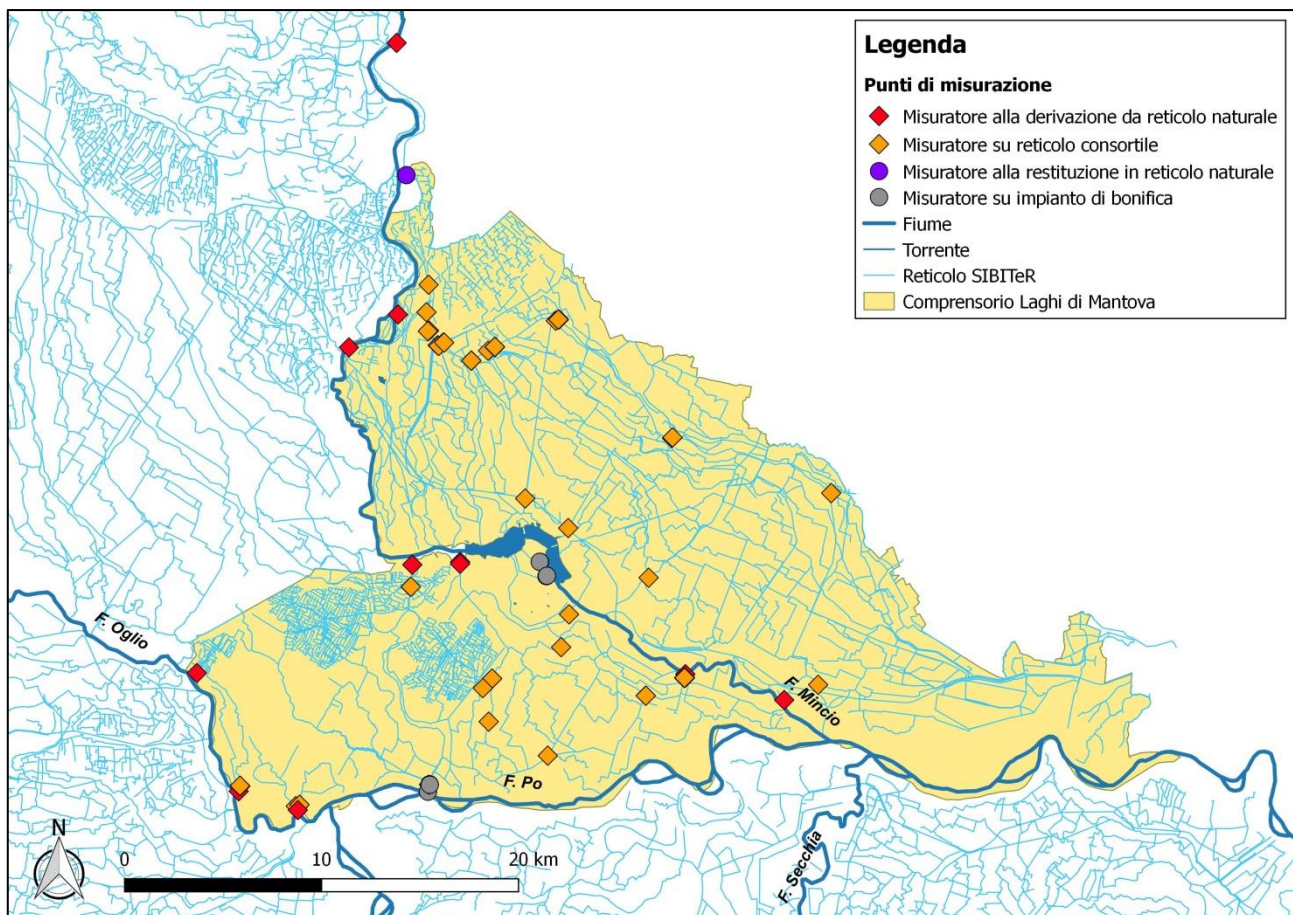 Legenda
Punti di misurazione
Misuratore alla derivazione da reticolo naturale
Misuratore su reticolo consortile
Misuratore alla restituzione in reticolo naturale
Misuratore su impianto di bonifica
Fiume
Torrente
Reticolo SIBITeR
Comprensorio Laghi di Mantova
F. Oglio
F. Mincio
F. Po
F. Secchia
N
0 10 20 km